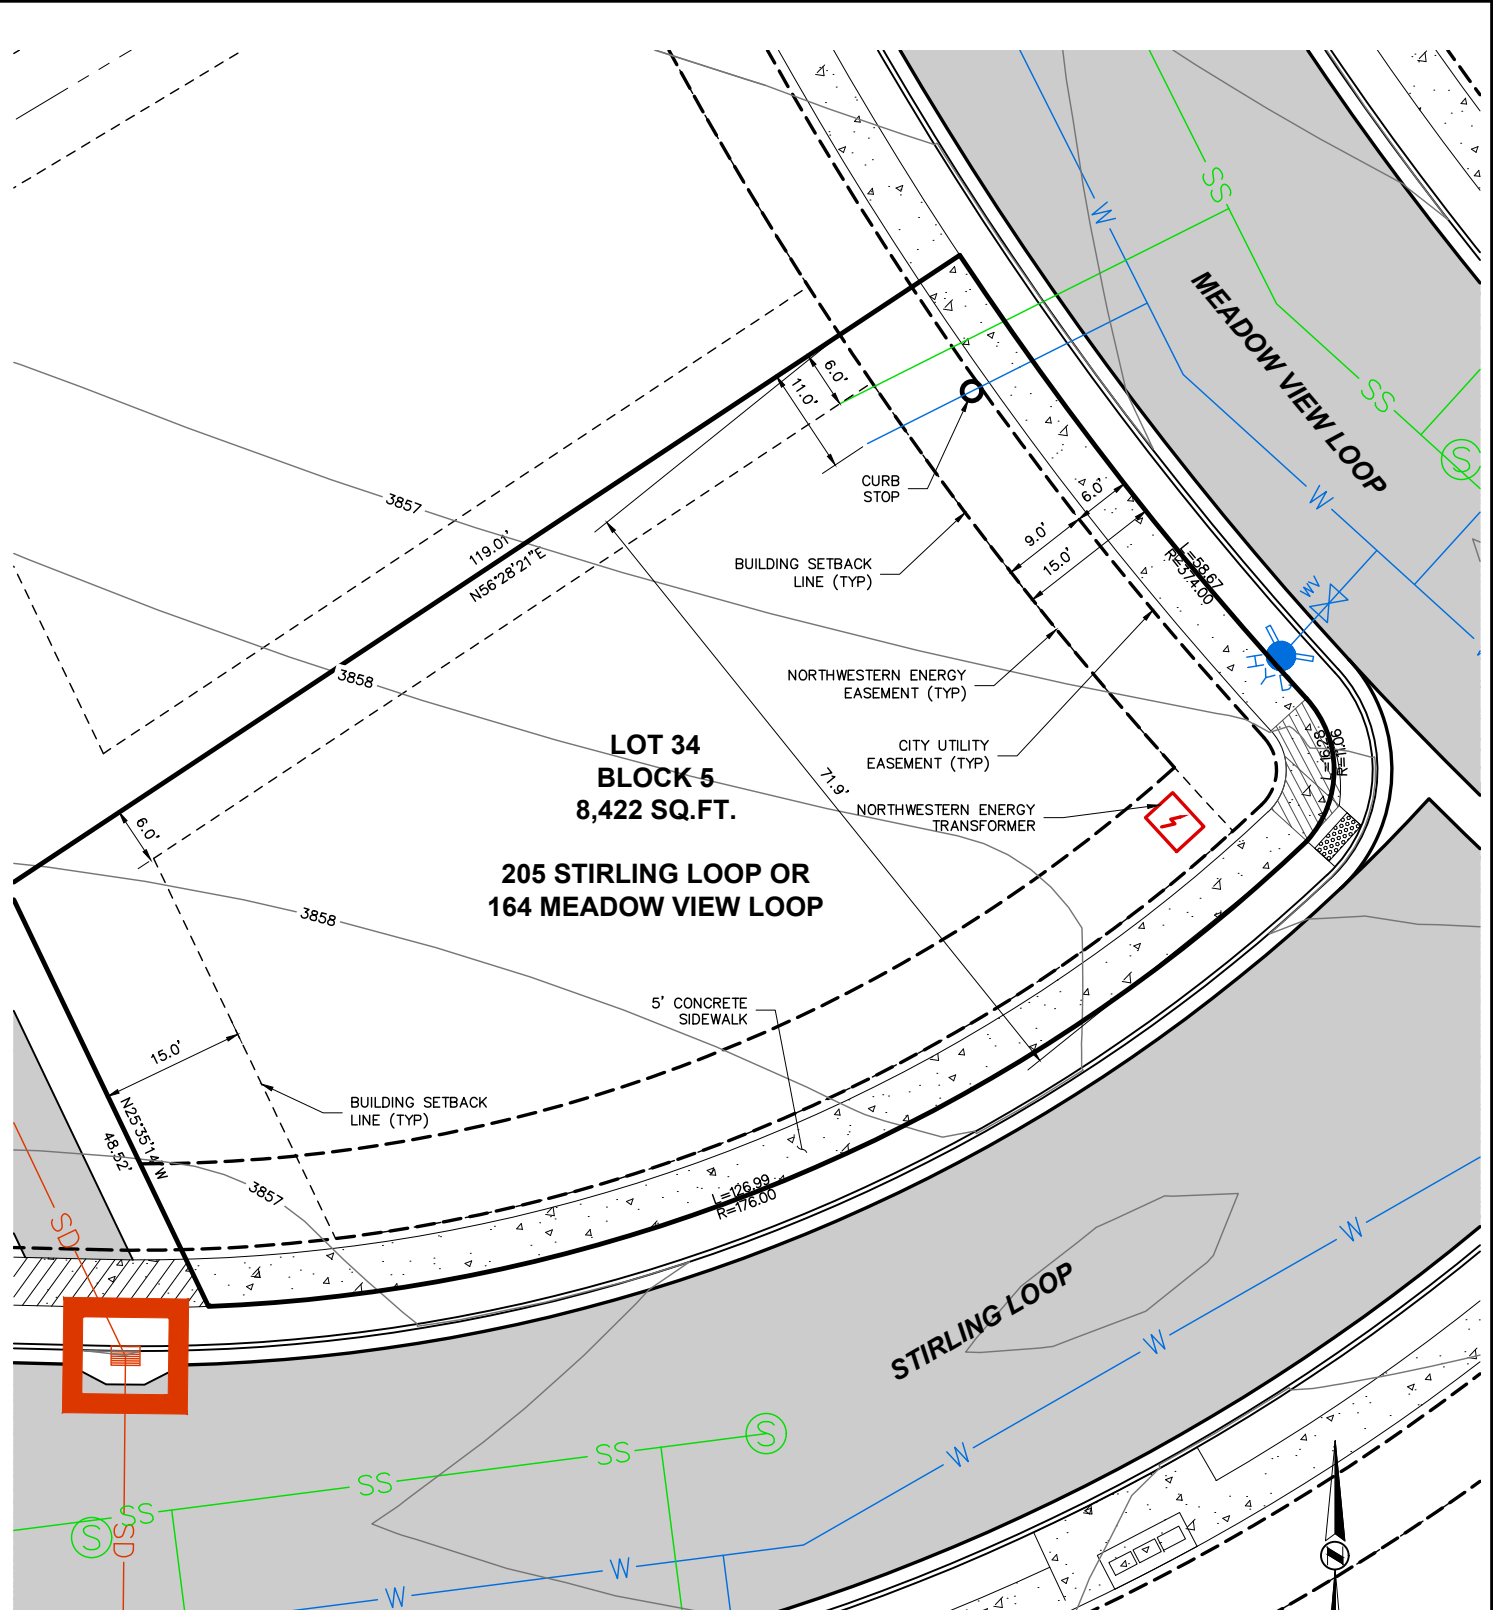 SS
W
MEADOW VIEW LOOP
6.0'
11.0'
SS
S
3857
CURB
STOP
W
119.01'
N56°28'21"E
6.0'
9.0'
15.0'
BUILDING SETBACK
LINE (TYP)
L=58.67
R=374.00
WV
HYD
3858
NORTHWESTERN ENERGY
EASEMENT (TYP)
LOT 34
BLOCK 5
8,422 SQ.FT.
CITY UTILITY
EASEMENT (TYP)
71.9'
L=16.28
NORTHWESTERN ENERGY
TRANSFORMER
6.0'
205 STIRLING LOOP OR
164 MEADOW VIEW LOOP
3858
5' CONCRETE
SIDEWALK
15.0'
BUILDING SETBACK
LINE (TYP)
N25°35'14"W
48.52'
3857
L=126.99
R=176.00
SD
W
STIRLING LOOP
W
S
SS
W
SS
SS
S
SD
W
W